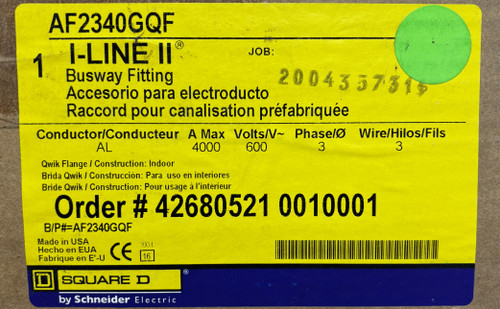 AF2340GQF
1 I-LINE II® JOB:
Busway Fitting
Accesorio para electroducto
Raccord pour canalisation préfabriquée
Conductor/Conducteur A Max Volts/V~ Phase/Ø Wire/Hilos/Fils
AL 4000 600 3 3
Qwik Flange / Construction: Indoor
Brida Qwik / Construcción: Para uso en interiores
Bride Qwik / Construction: Pour usage à l'intérieur
Order # 42680521 0010001
B/P#=AF2340GQF
Made in USA
Hecho en EUA
Fabrique en E'-U
CE
16
D SQUARE D
by Schneider Electric